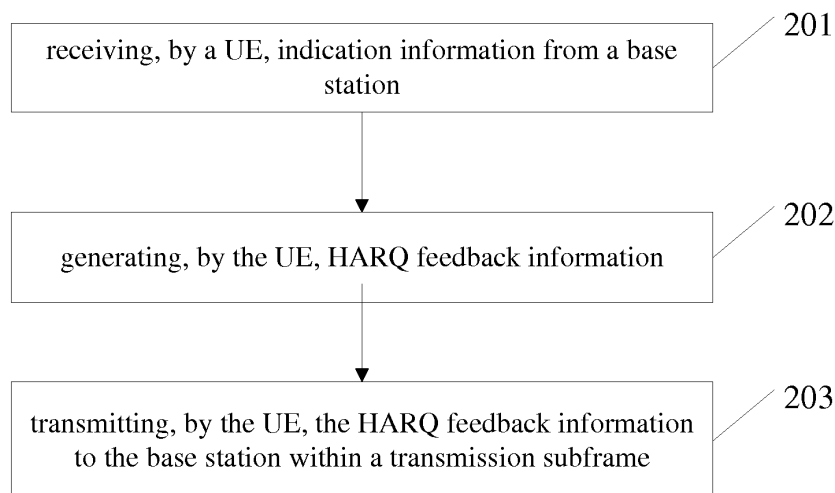 201
receiving, by a UE, indication information from a base
station
202
generating, by the UE, HARQ feedback information
203
transmitting, by the UE, the HARQ feedback information
to the base station within a transmission subframe